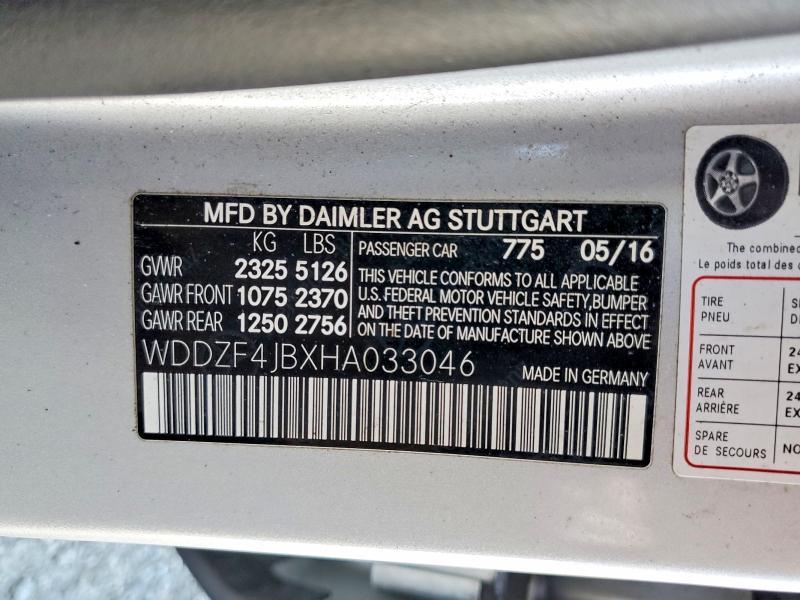 MFD BY DAIMLER AG STUTTGART
KG LBS
GVWR 2325 5126
GAWR FRONT 1075 2370
GAWR REAR 1250 2756
PASSENGER CAR 775 05/16
THIS VEHICLE CONFORMS TO ALL APPLICABLE
U.S. FEDERAL MOTOR VEHICLE SAFETY,BUMPER
AND THEFT PREVENTION STANDARDS IN EFFECT
ON THE DATE OF MANUFACTURE SHOWN ABOVE
WDDZF4JBXHA033046
MADE IN GERMANY
The combined
Le poids total des
TIRE
PNEU
FRONT
AVANT
24
REAR
ARRIÈRE
24
SPARE
DE SECOURS